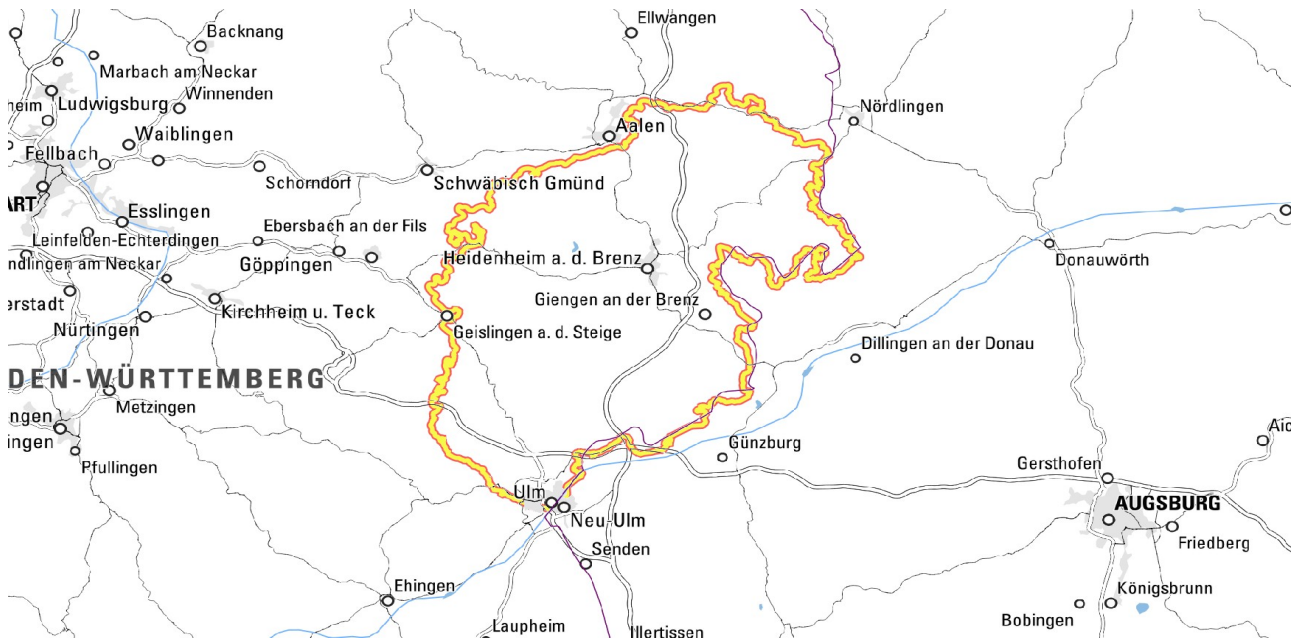 Ellwangen
Backnang
Marbach am Neckar
Winnenden
heim
Ludwigsburg
Nördlingen
Aalen
Waiblingen
Fellbach
Schorndorf
Schwäbisch Gmünd
ART
Esslingen
Ebersbach an der Fils
Leinfelden-Echterdingen
Göppingen
Heidenheim a. d. Brenz
Donauwörth
ndlingen am Neckar
erstadt
Kirchheim u. Teck
Giengen an der Brenz
Nürtingen
Geislingen a. d. Steige
Dillingen an der Donau
DEN-WÜRTTEMBERG
Metzingen
ngen
ingen
Pfullingen
Günzburg
Aic
Gersthofen
Ulm
AUGSBURG
Neu-Ulm
Friedberg
Senden
Ehingen
Königsbrunn
Bobingen
Laupheim
Illertissen